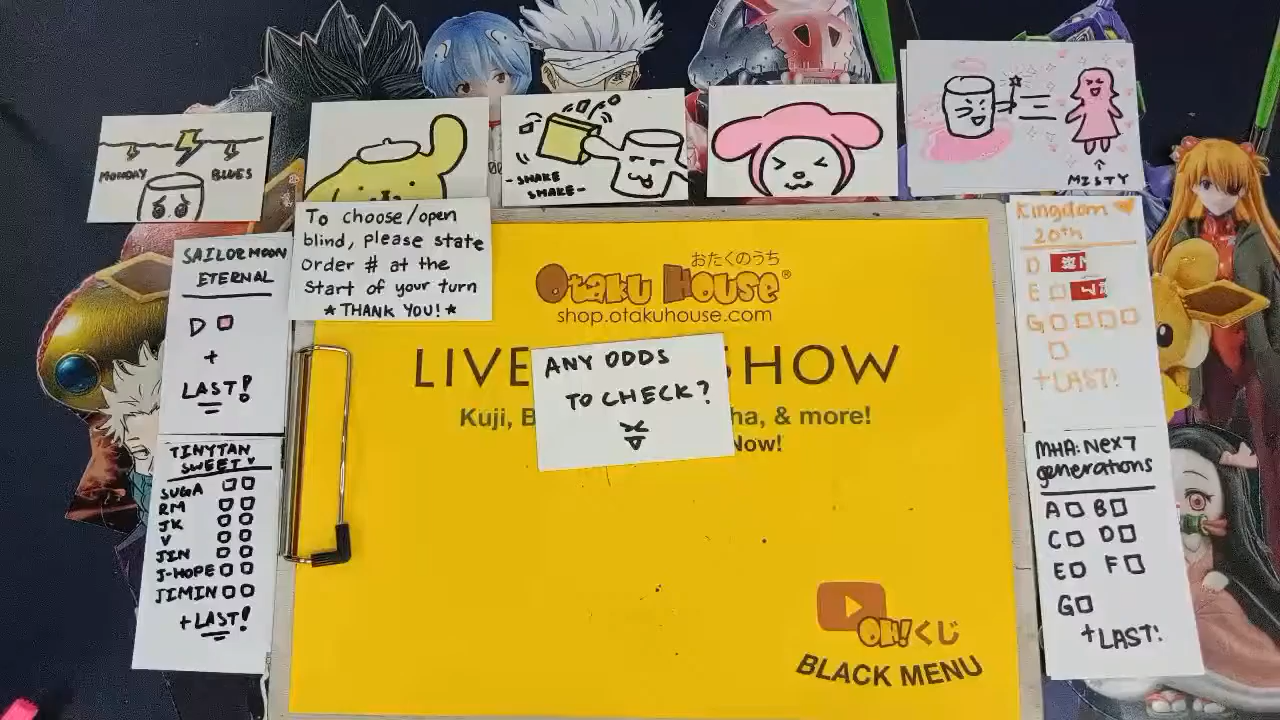 MONDAY BLUES
- SHAKE
SHAKE -
MISTY
SAILORMOON
ETERNAL
D
+
LAST!
To choose/open
blind, please state
Order # at the
Start of your turn
★ THANK YOU! ★
おたくのうち
Otaku House®
shop.otakuhouse.com
LIVE SHOW
Kuji, B ha, & more!
Now!
ANY ODDS
TO CHECK?
TINYTAN
SWEET
SUGA
RM
JK
V
JIN
J-HOPE
JIMIN
+LAST!
Kingdom
20th
D
E
G
+LAST!
MHA: Next
generations
A B
C D
E F
G
+LAST!
Oh!くじ
BLACK MENU